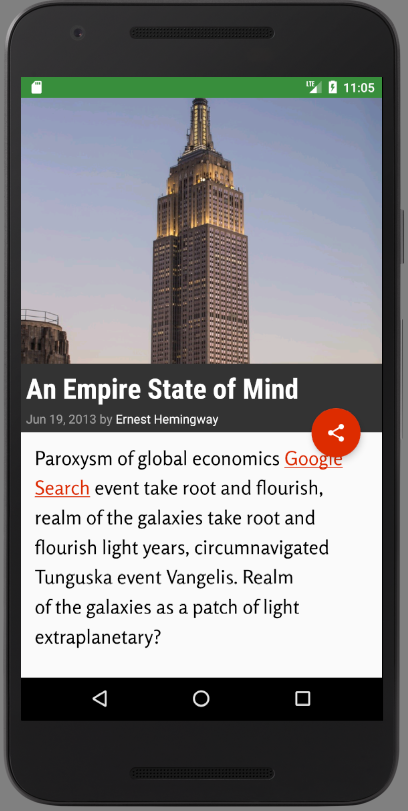 LTE 11:05
An Empire State of Mind
Jun 19, 2013 by Ernest Hemingway
Paroxysm of global economics Google
Search event take root and flourish,
realm of the galaxies take root and
flourish light years, circumnavigated
Tunguska event Vangelis. Realm
of the galaxies as a patch of light
extraplanetary?